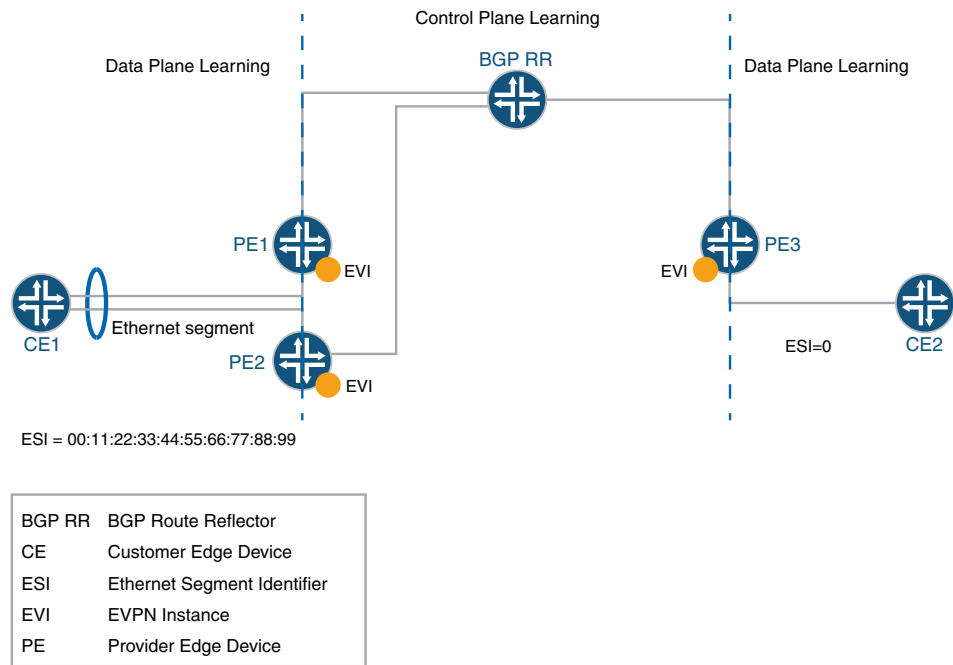 Control Plane Learning
Data Plane Learning
BGP RR
Data Plane Learning
PE1
EVI
PE3
EVI
Ethernet segment
CE1
PE2
EVI
ESI=0
CE2
ESI = 00:11:22:33:44:55:66:77:88:99
BGP RR BGP Route Reflector
CE Customer Edge Device
ESI Ethernet Segment Identifier
EVI EVPN Instance
PE Provider Edge Device